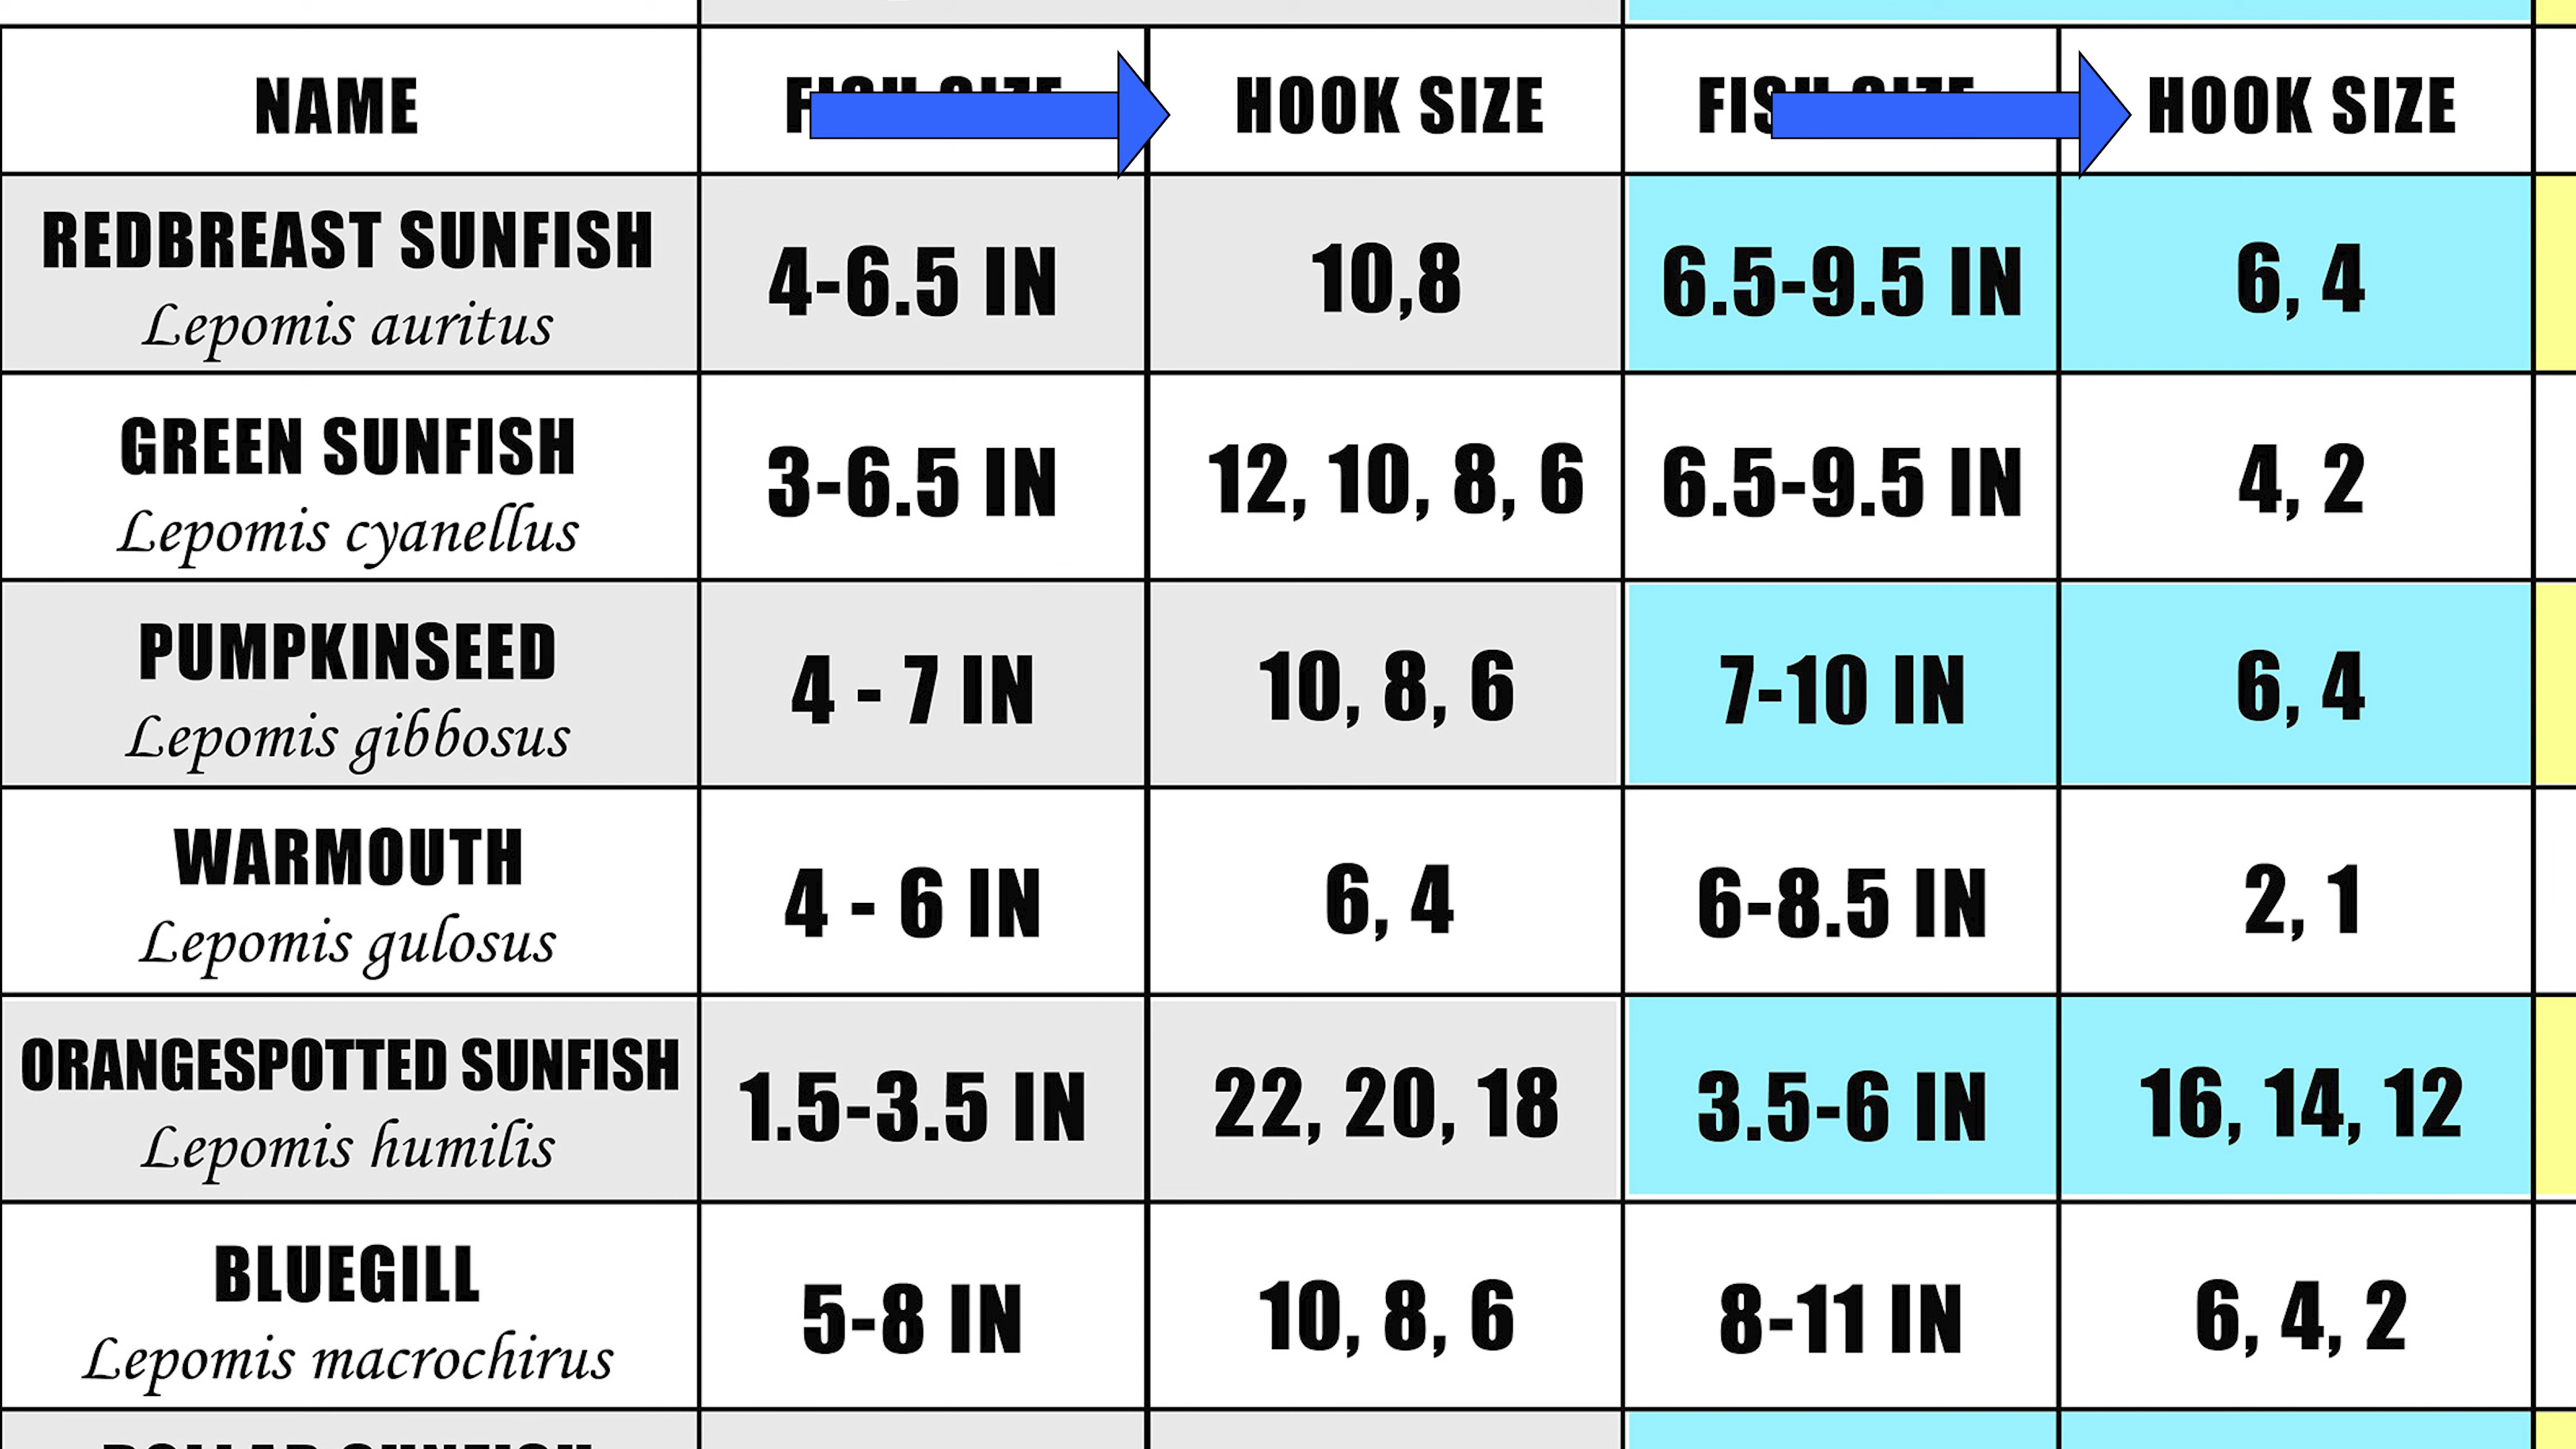 NAME HOOK SIZE HOOK SIZE
REDBREAST SUNFISH
Lepomis auritus
4-6.5 IN 10,8 6.5-9.5 IN 6, 4
GREEN SUNFISH
Lepomis cyanellus
3-6.5 IN 12, 10, 8, 6 6.5-9.5 IN 4, 2
PUMPKINSEED
Lepomis gibbosus
4 - 7 IN 10, 8, 6 7-10 IN 6, 4
WARMOUTH
Lepomis gulosus
4 - 6 IN 6, 4 6-8.5 IN 2, 1
ORANGESPOTTED SUNFISH
Lepomis humilis
1.5-3.5 IN 22, 20, 18 3.5-6 IN 16, 14, 12
BLUEGILL
Lepomis macrochirus
5-8 IN 10, 8, 6 8-11 IN 6, 4, 2